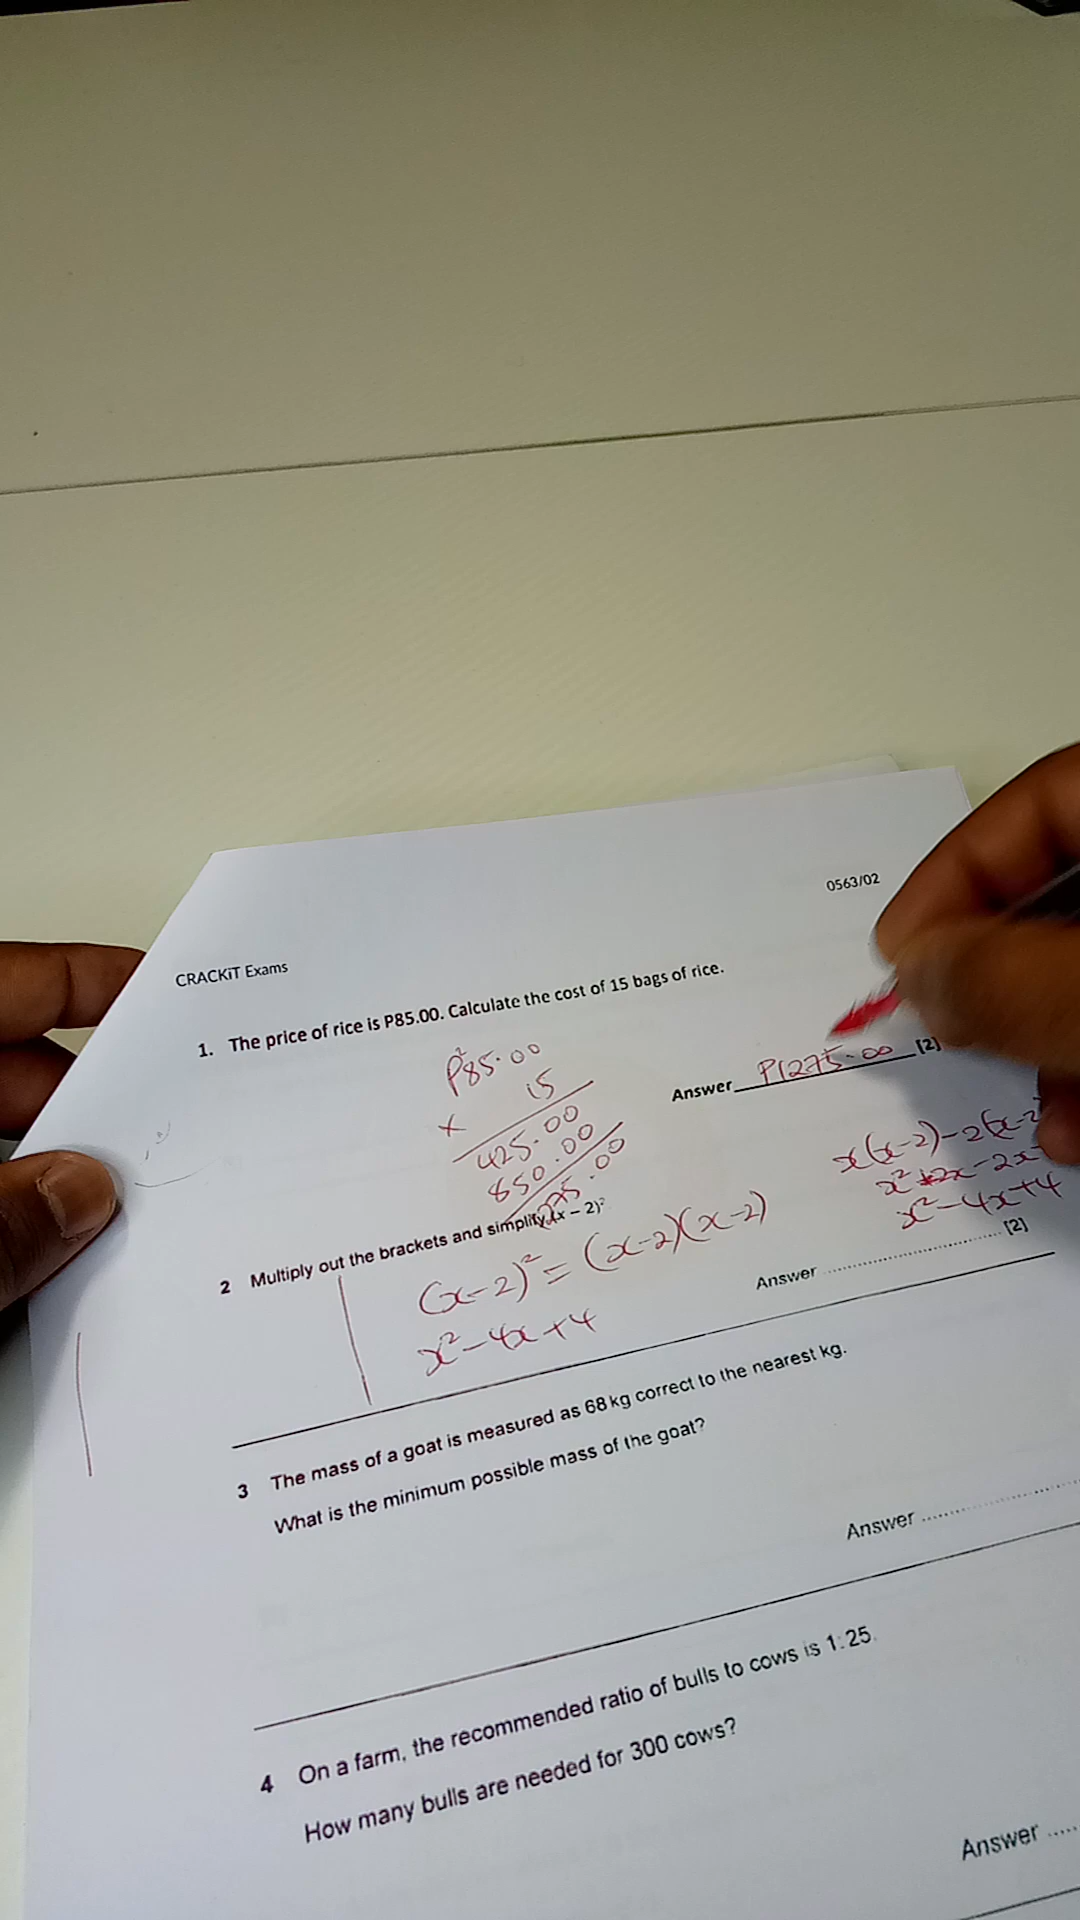 0563/02
CRACKiT Exams
1. The price of rice is P85.00. Calculate the cost of 15 bags of rice.
P85.00
x 15
425.00
850.00
1275.00
Answer P1275.00 [2]
2 Multiply out the brackets and simplify (x – 2)²
(x-2)² = (x-2)(x-2)
x² - 4x + 4
x(x-2)-2(x-2
x² - 2x - 2x
x² - 4x + 4
Answer [2]
3 The mass of a goat is measured as 68 kg correct to the nearest kg.
What is the minimum possible mass of the goat?
Answer
4 On a farm, the recommended ratio of bulls to cows is 1:25.
How many bulls are needed for 300 cows?
Answer